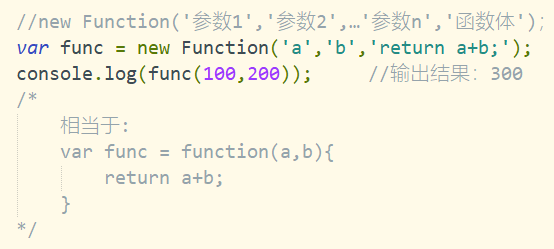 //new Function('参数1','参数2',…'参数n','函数体');
var func = new Function('a','b','return a+b;');
console.log(func(100,200));      //输出结果：300
/*
    相当于:
    var func = function(a,b){
        return a+b;
    }
*/